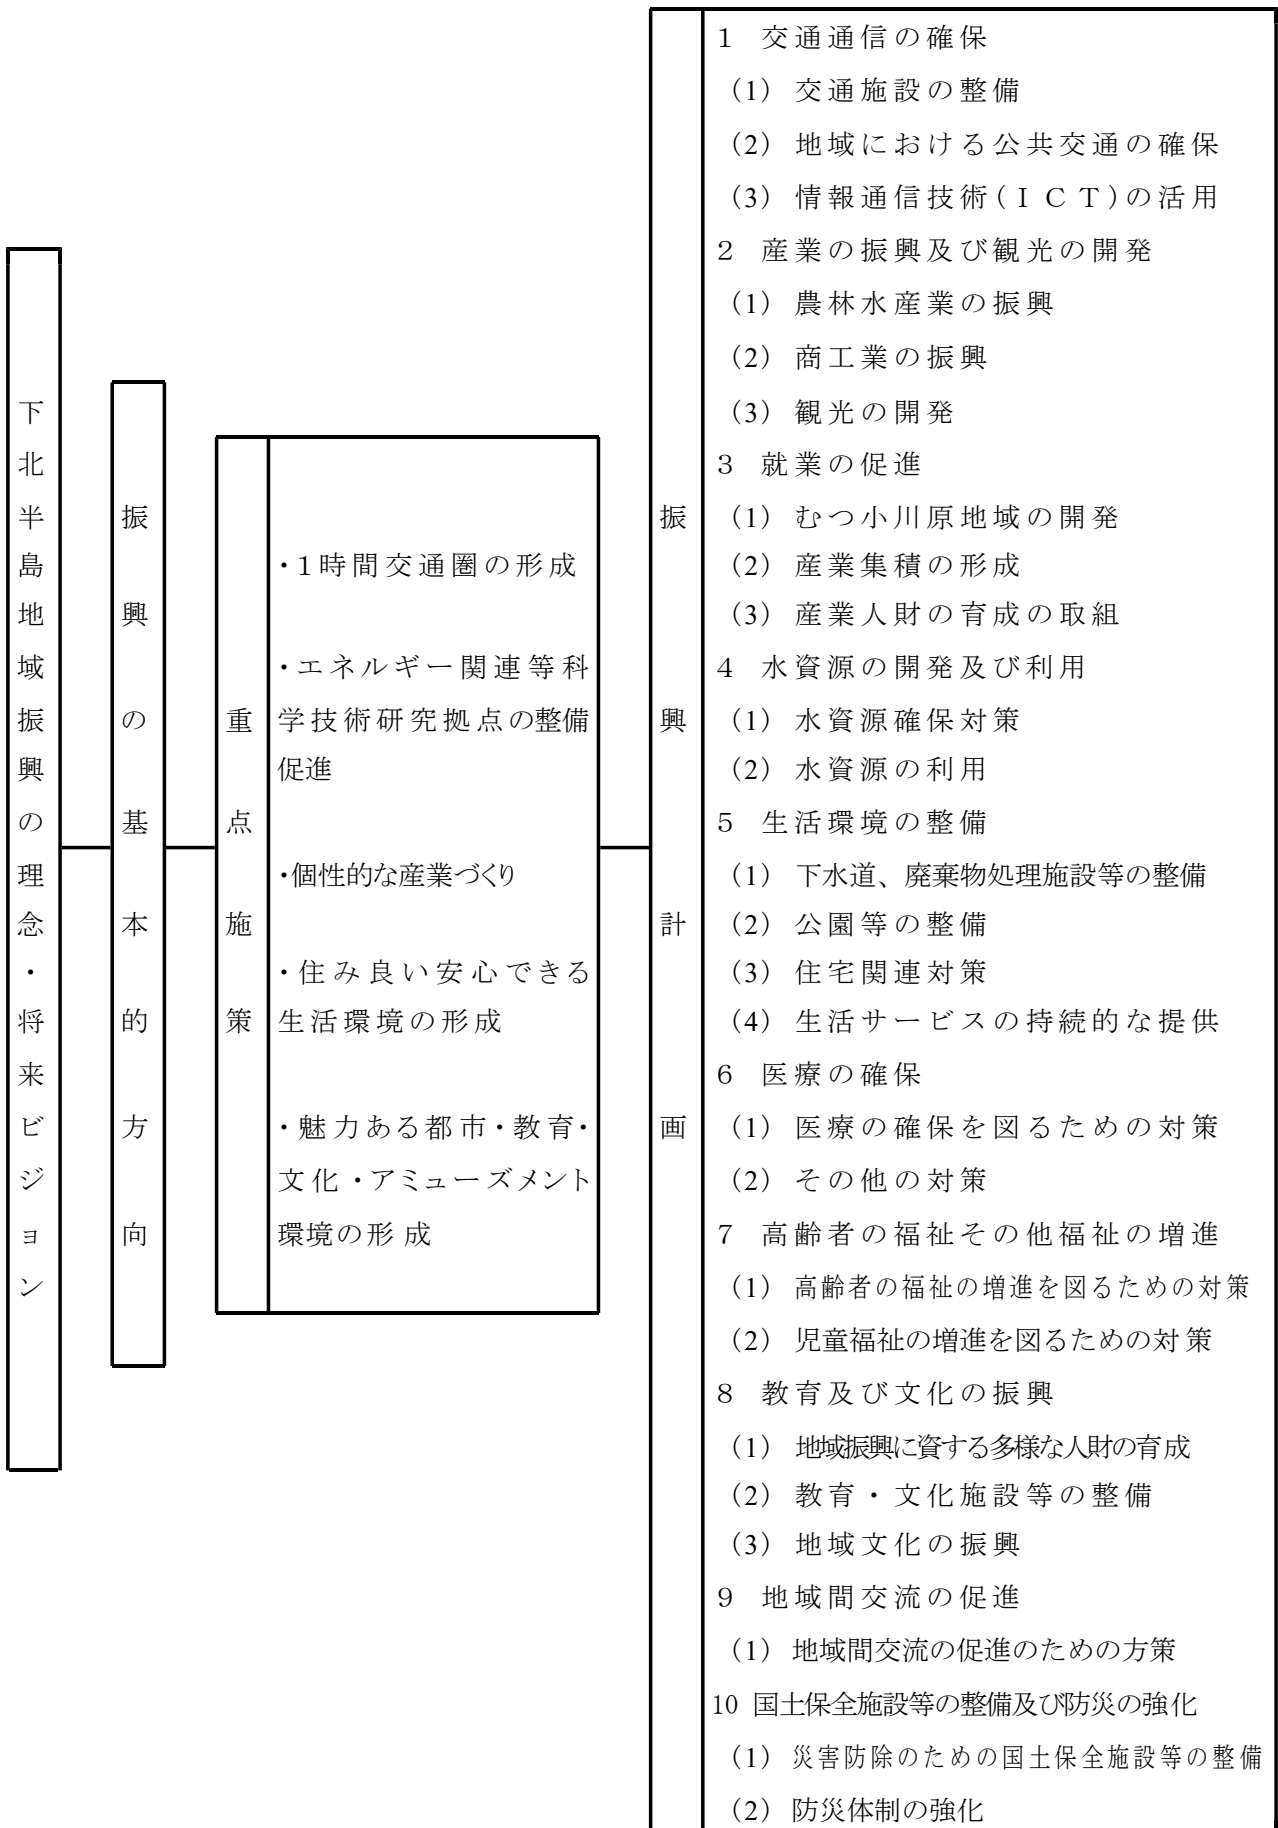 下北半島地域振興の理念・将来ビジョン
振興の基本的方向
重点施策
・1時間交通圏の形成
・エネルギー関連等科
学技術研究拠点の整備
促進
・個性的な産業づくり
・住み良い安心できる
生活環境の形成
・魅力ある都市・教育・
文化・アミューズメント
環境の形成
振興計画
1 交通通信の確保
(1) 交通施設の整備
(2) 地域における公共交通の確保
(3) 情報通信技術(ICT)の活用
2 産業の振興及び観光の開発
(1) 農林水産業の振興
(2) 商工業の振興
(3) 観光の開発
3 就業の促進
(1) むつ小川原地域の開発
(2) 産業集積の形成
(3) 産業人財の育成の取組
4 水資源の開発及び利用
(1) 水資源確保対策
(2) 水資源の利用
5 生活環境の整備
(1) 下水道、廃棄物処理施設等の整備
(2) 公園等の整備
(3) 住宅関連対策
(4) 生活サービスの持続的な提供
6 医療の確保
(1) 医療の確保を図るための対策
(2) その他の対策
7 高齢者の福祉その他福祉の増進
(1) 高齢者の福祉の増進を図るための対策
(2) 児童福祉の増進を図るための対策
8 教育及び文化の振興
(1) 地域振興に資する多様な人財の育成
(2) 教育・文化施設等の整備
(3) 地域文化の振興
9 地域間交流の促進
(1) 地域間交流の促進のための方策
10 国土保全施設等の整備及び防災の強化
(1) 災害防除のための国土保全施設等の整備
(2) 防災体制の強化